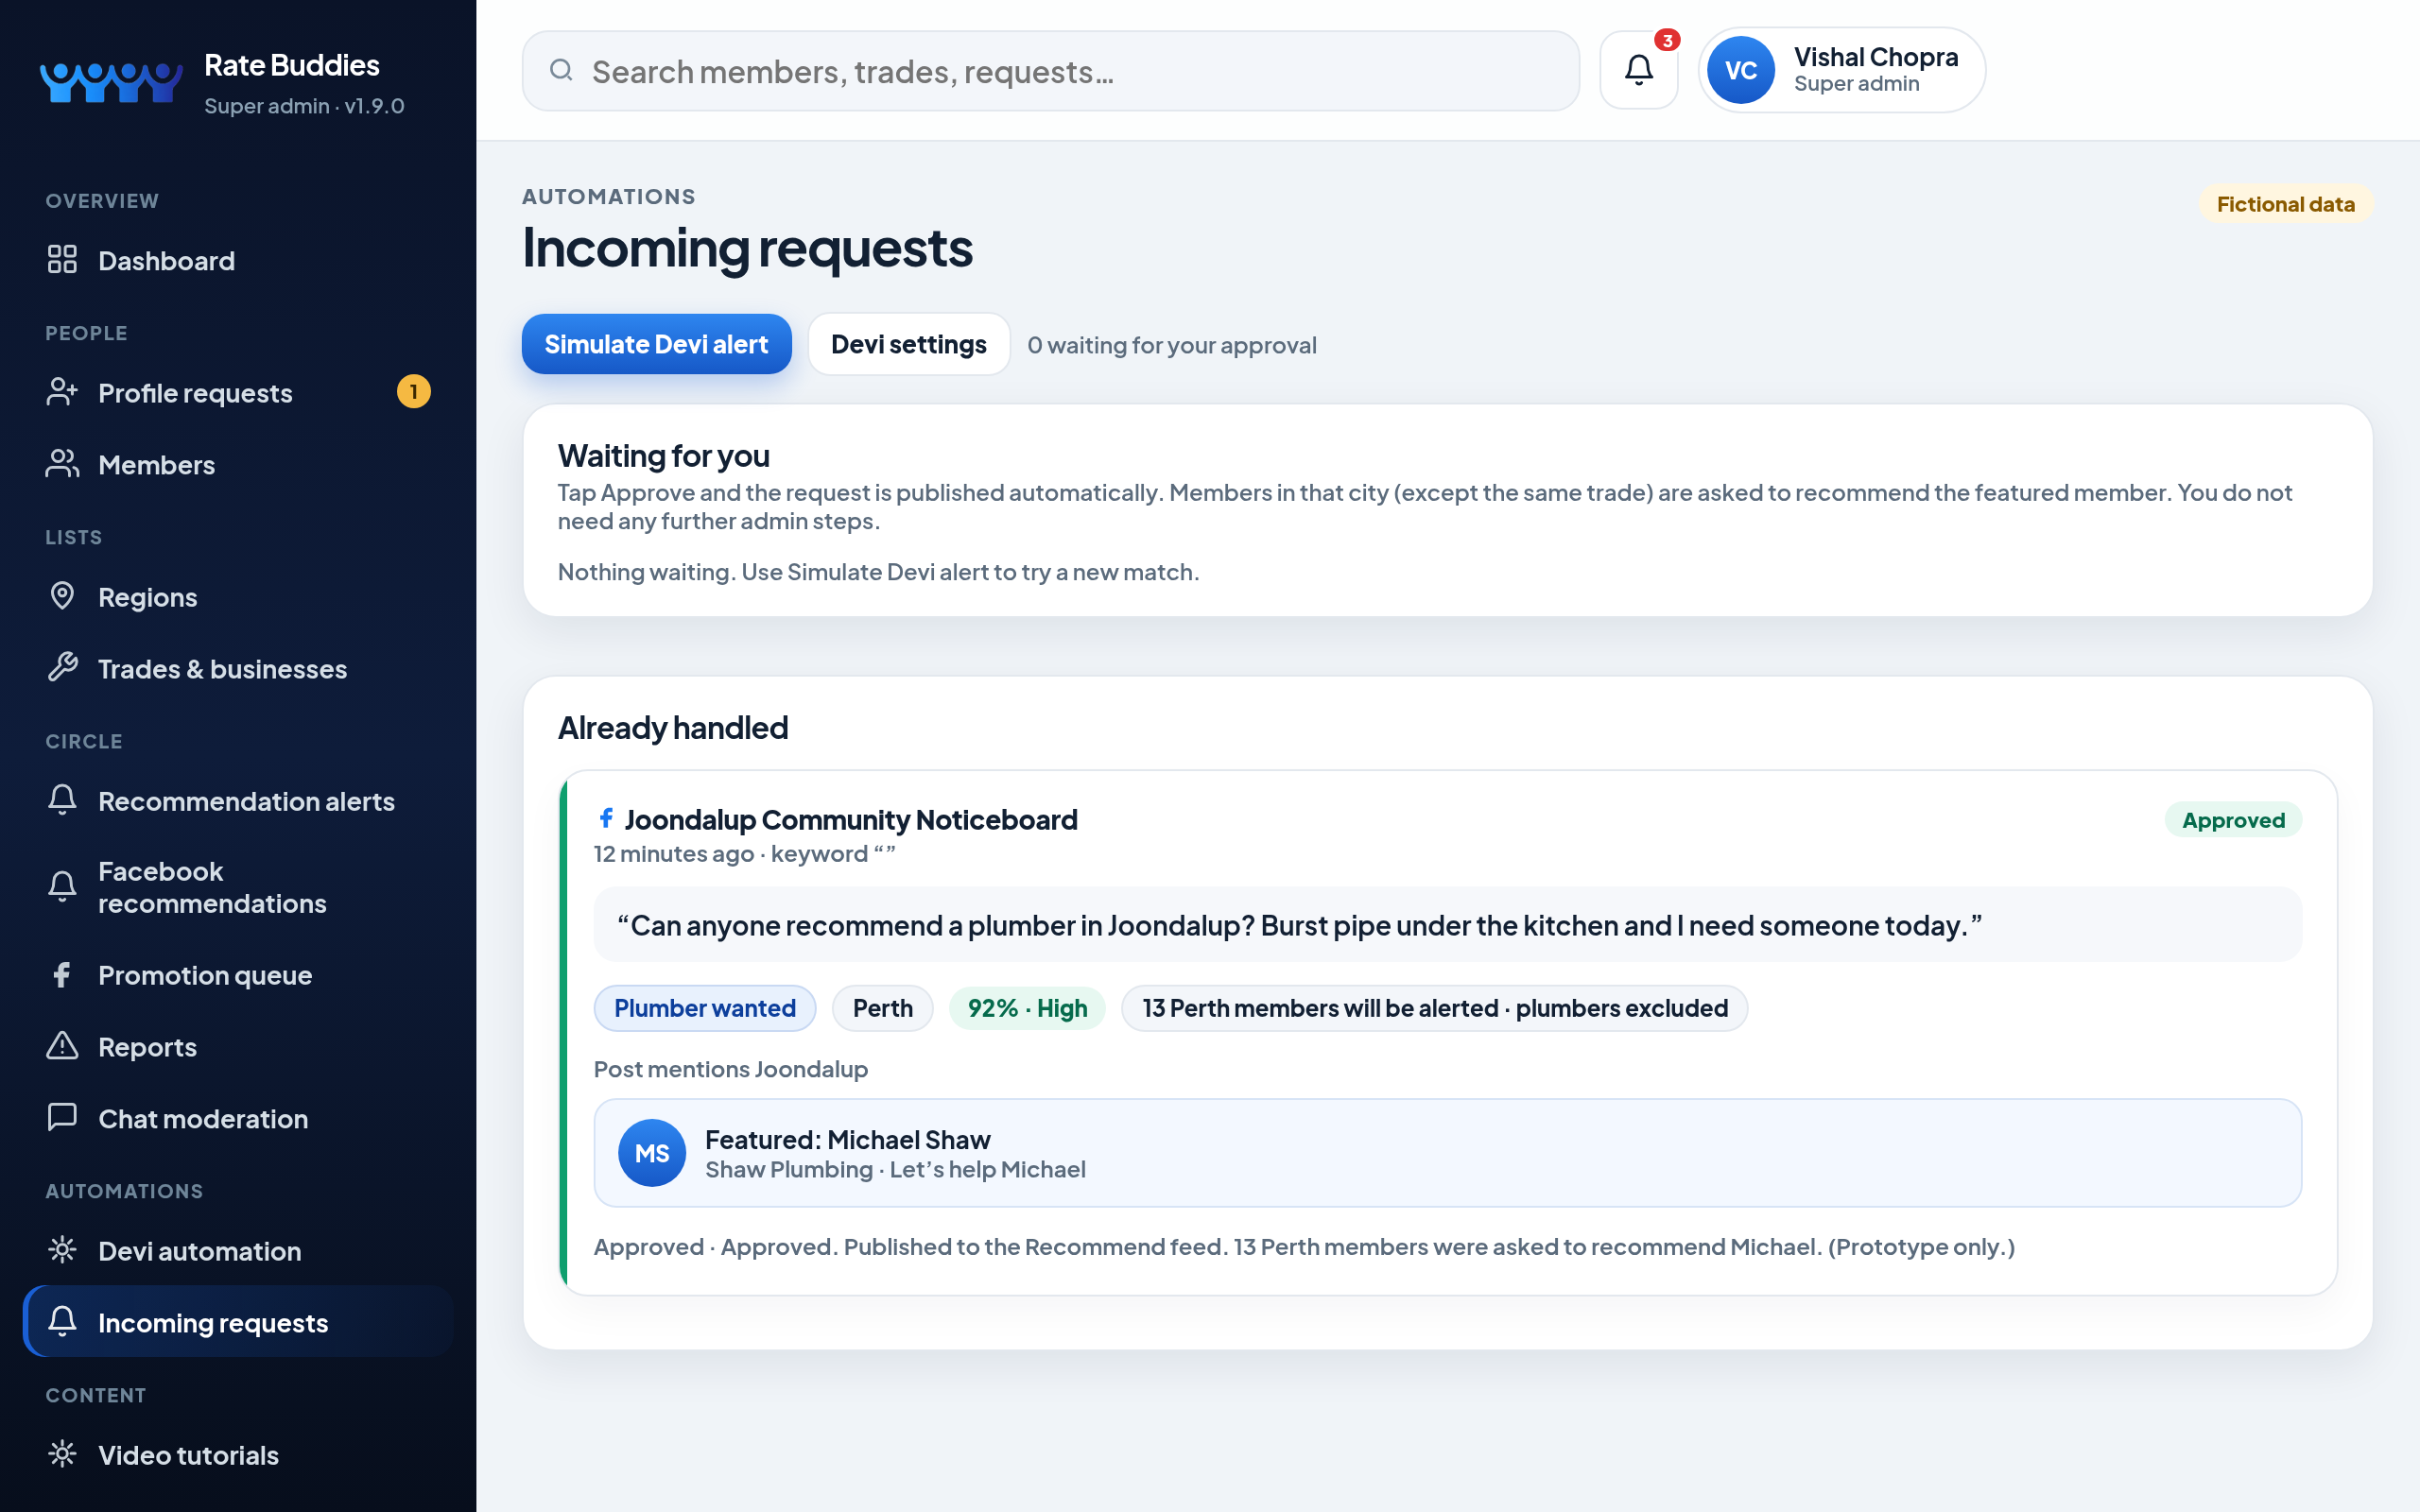 Rate Buddies
Super admin · v1.9.0
OVERVIEW
Dashboard
PEOPLE
Profile requests
1
Members
LISTS
Regions
Trades & businesses
CIRCLE
Recommendation alerts
Facebook
recommendations
Promotion queue
Reports
Chat moderation
AUTOMATIONS
Devi automation
Incoming requests
CONTENT
Video tutorials
Search members, trades, requests…
3
VC
Vishal Chopra
Super admin
AUTOMATIONS
Fictional data
Incoming requests
Simulate Devi alert
Devi settings
0 waiting for your approval
Waiting for you
Tap Approve and the request is published automatically. Members in that city (except the same trade) are asked to recommend the featured member. You do not
need any further admin steps.
Nothing waiting. Use Simulate Devi alert to try a new match.
Already handled
Joondalup Community Noticeboard
Approved
12 minutes ago · keyword “”
“Can anyone recommend a plumber in Joondalup? Burst pipe under the kitchen and I need someone today.”
Plumber wanted
Perth
92% · High
13 Perth members will be alerted · plumbers excluded
Post mentions Joondalup
MS
Featured: Michael Shaw
Shaw Plumbing · Let’s help Michael
Approved · Approved. Published to the Recommend feed. 13 Perth members were asked to recommend Michael. (Prototype only.)